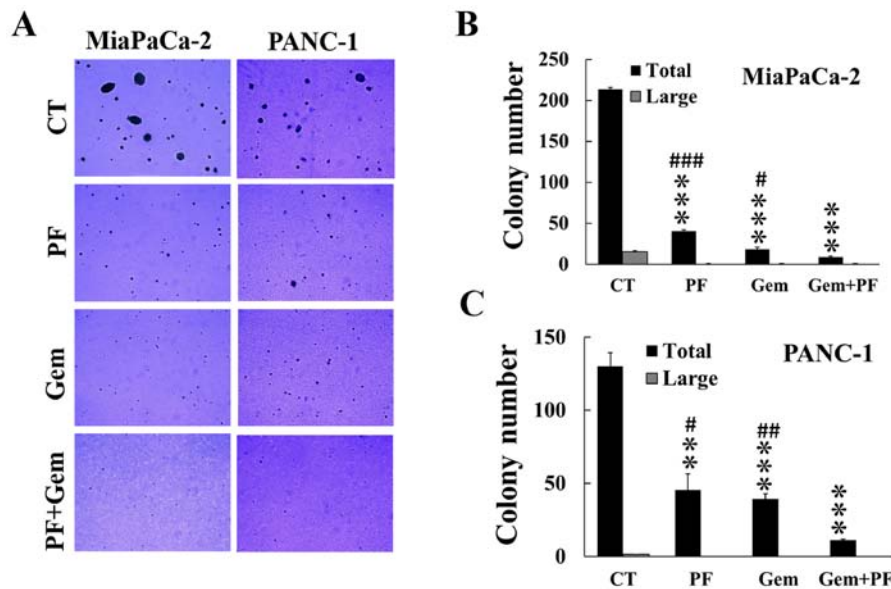 A
MiaPaCa-2 PANC-1
CT
PF
Gem
PF+Gem
B
Colony number
250
200
150
100
50
0
Total
Large
MiaPaCa-2
###
***
#
***
***
CT PF Gem Gem+PF
C
Colony number
150
100
50
0
Total
Large
PANC-1
#
**
##
***
***
CT PF Gem Gem+PF